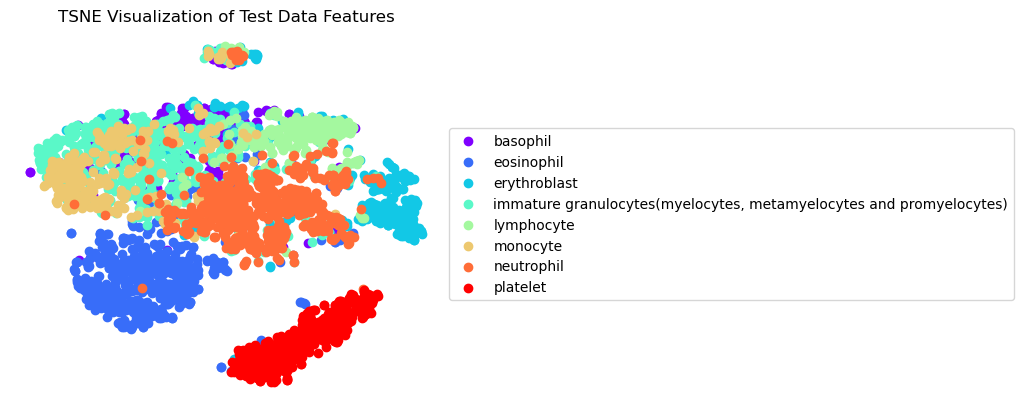 TSNE Visualization of Test Data Features
basophil
eosinophil
erythroblast
immature granulocytes(myelocytes, metamyelocytes and promyelocytes)
lymphocyte
monocyte
neutrophil
platelet